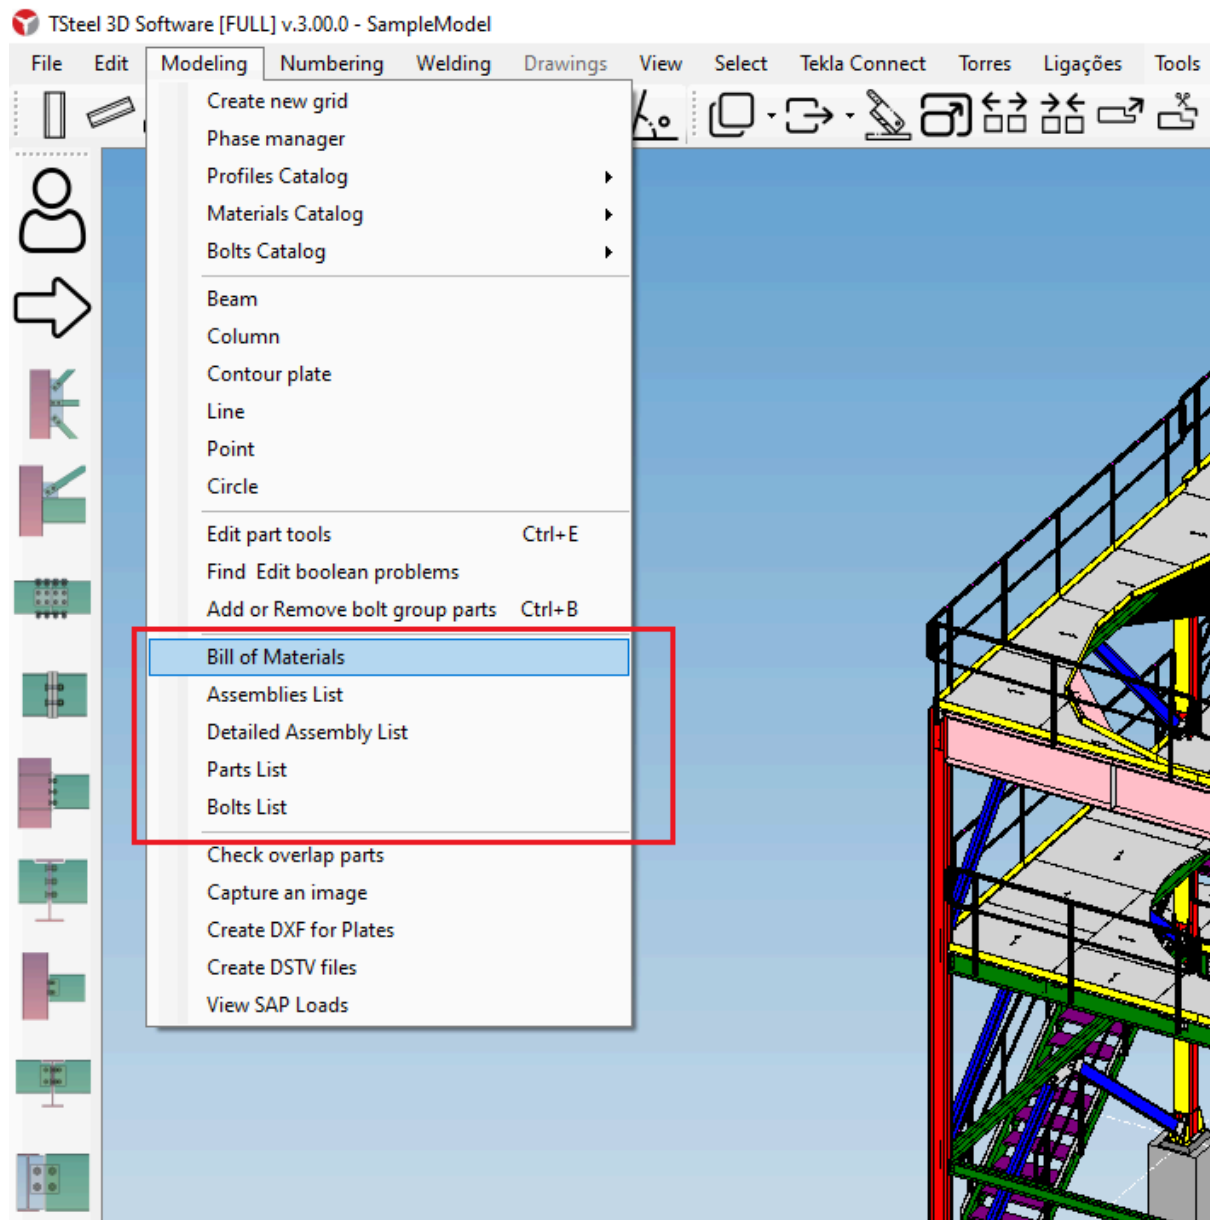 TSteel 3D Software [FULL] v.3.00.0 - SampleModel
File Edit Modeling Numbering Welding Drawings View Select Tekla Connect Torres Ligações Tools
Create new grid
Phase manager
Profiles Catalog
Materials Catalog
Bolts Catalog
Beam
Column
Contour plate
Line
Point
Circle
Edit part tools Ctrl+E
Find Edit boolean problems
Add or Remove bolt group parts Ctrl+B
Bill of Materials
Assemblies List
Detailed Assembly List
Parts List
Bolts List
Check overlap parts
Capture an image
Create DXF for Plates
Create DSTV files
View SAP Loads